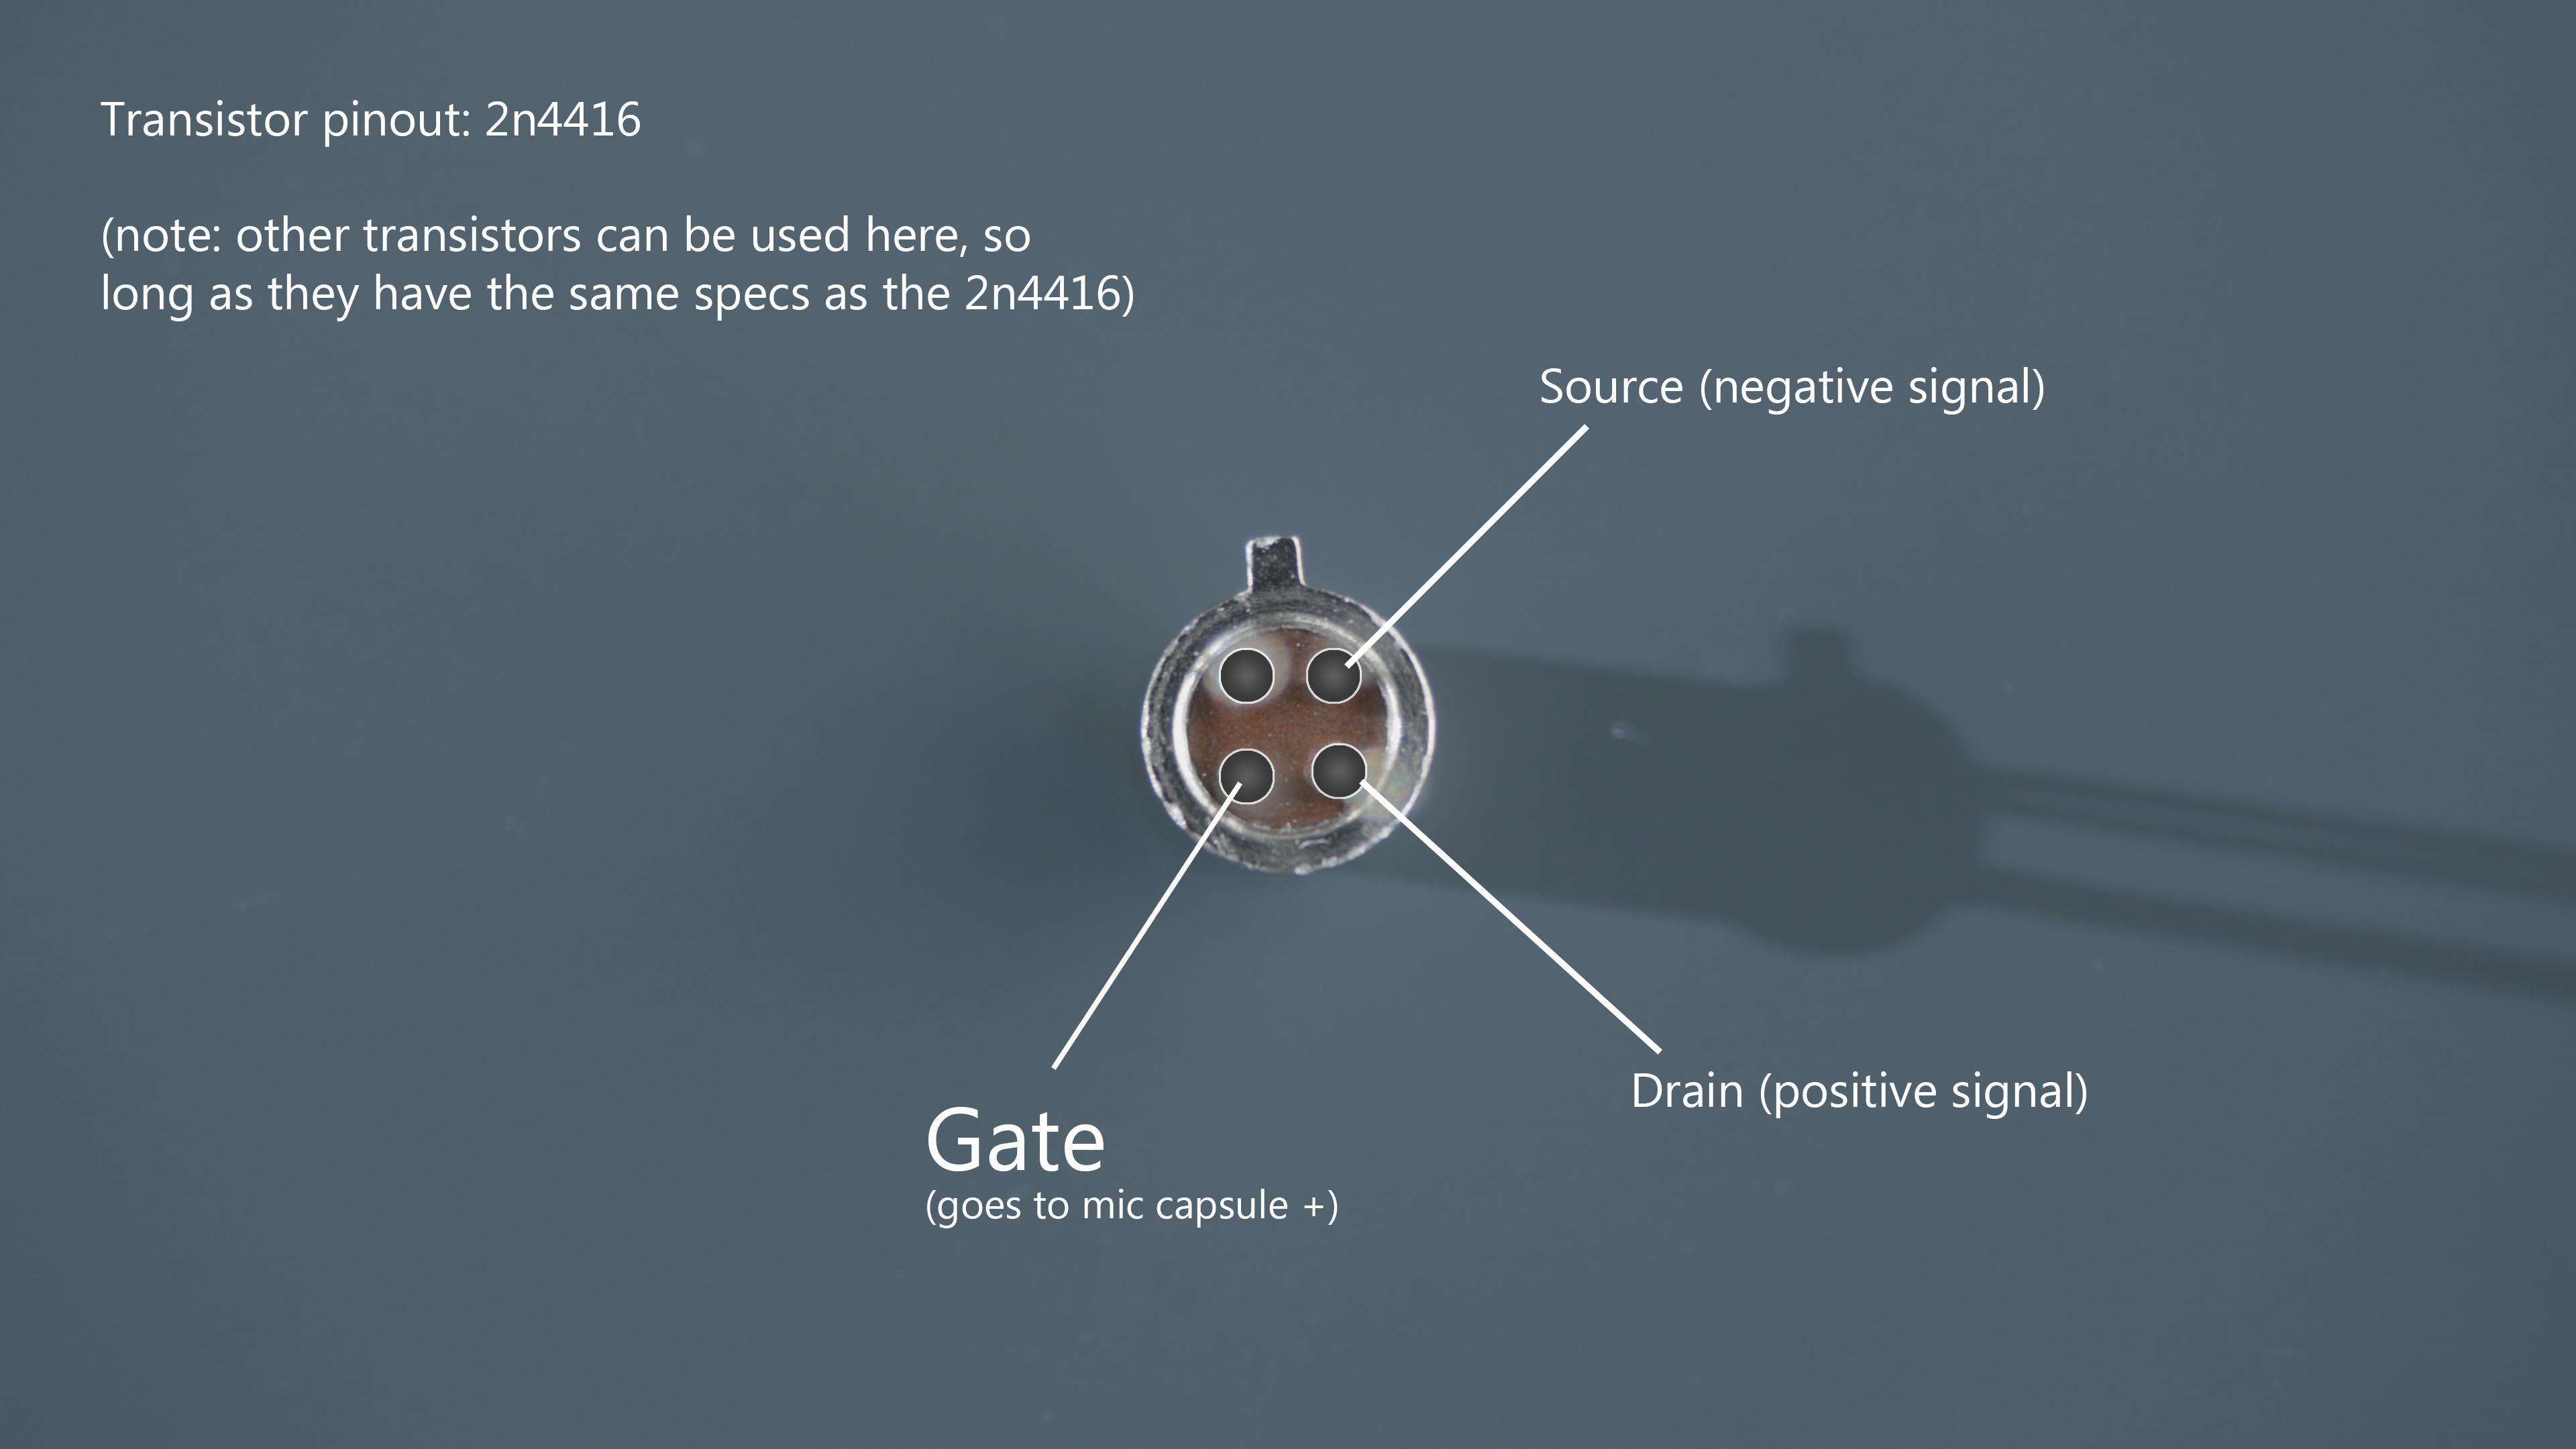 Transistor pinout: 2n4416
(note: other transistors can be used here, so
long as they have the same specs as the 2n4416)
Source (negative signal)
Drain (positive signal)
Gate
(goes to mic capsule +)